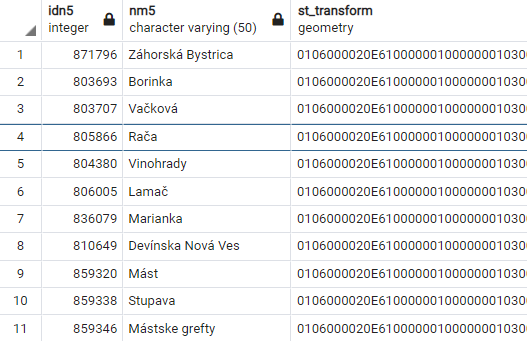 idn5 nm5 st_transform
integer character varying (50) geometry
1 871796 Záhorská Bystrica 0106000020E61000000100000001030
2 803693 Borinka 0106000020E61000000100000001030
3 803707 Vačková 0106000020E61000000100000001030
4 805866 Rača 0106000020E61000000100000001030
5 804380 Vinohrady 0106000020E61000000100000001030
6 806005 Lamač 0106000020E61000000100000001030
7 836079 Marianka 0106000020E61000000100000001030
8 810649 Devínska Nová Ves 0106000020E61000000100000001030
9 859320 Mást 0106000020E61000000100000001030
10 859338 Stupava 0106000020E61000000100000001030
11 859346 Mástske grefty 0106000020E61000000100000001030